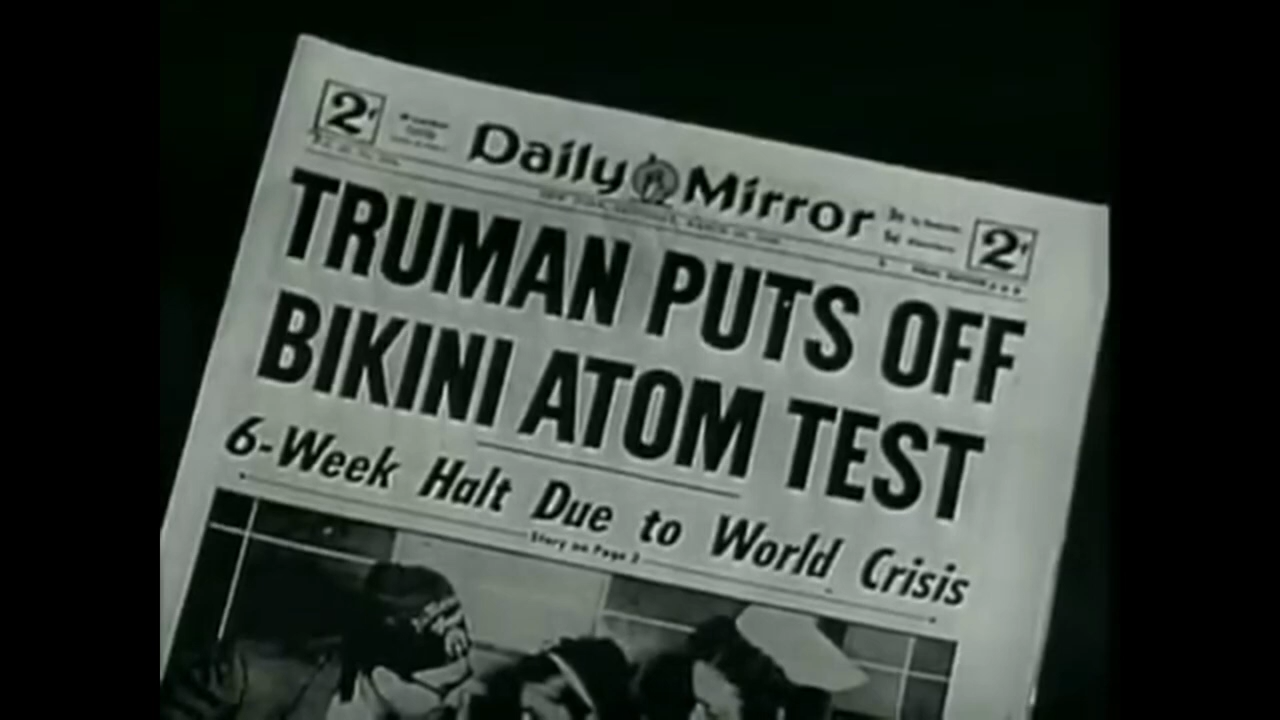 2¢ Daily Mirror 2¢
TRUMAN PUTS OFF
BIKINI ATOM TEST
6-Week Halt Due to World Crisis
Story on Page 2